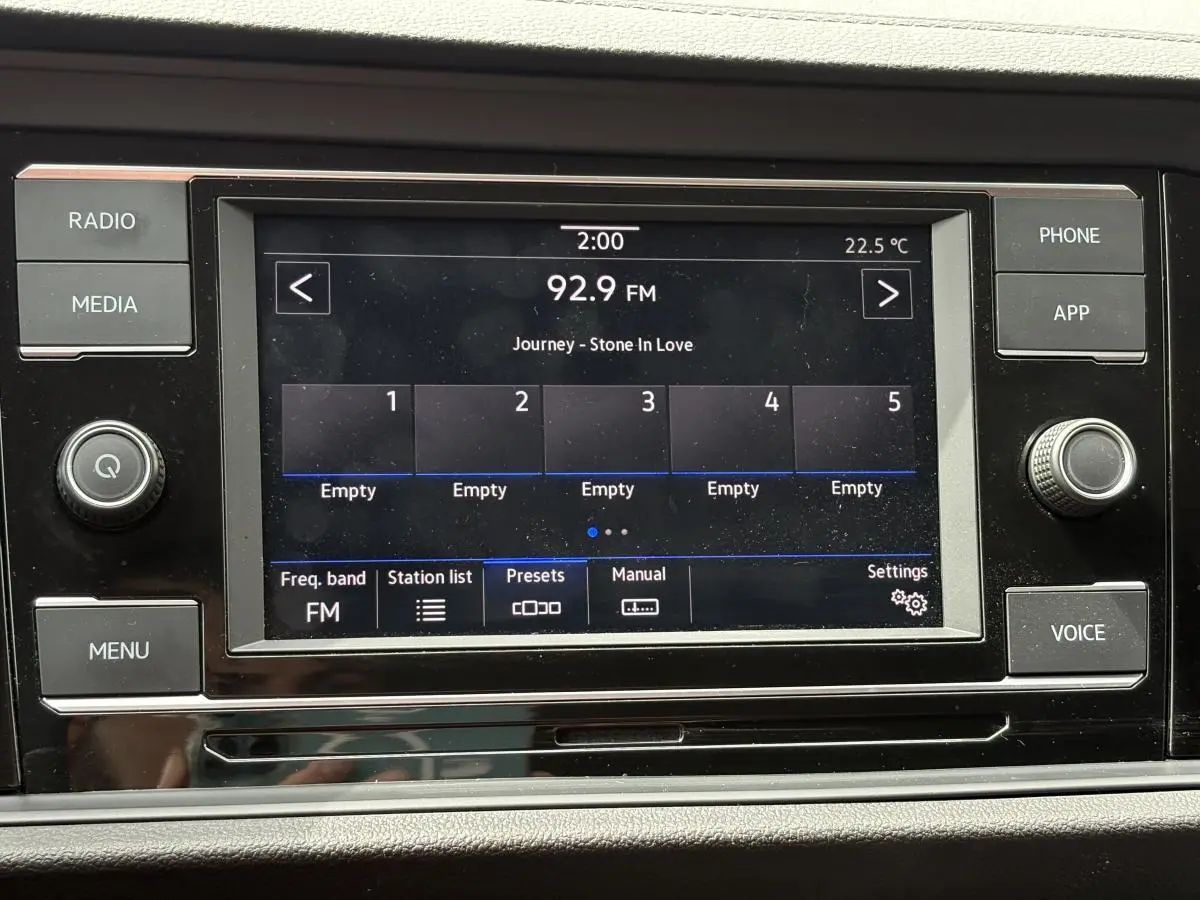 RADIO
MEDIA
MENU
2:00
22.5 °C
<
92.9 FM
>
Journey - Stone In Love
1
2
3
4
5
Empty
Empty
Empty
Empty
Empty
Freq. band
FM
Station list
Presets
Manual
Settings
PHONE
APP
VOICE